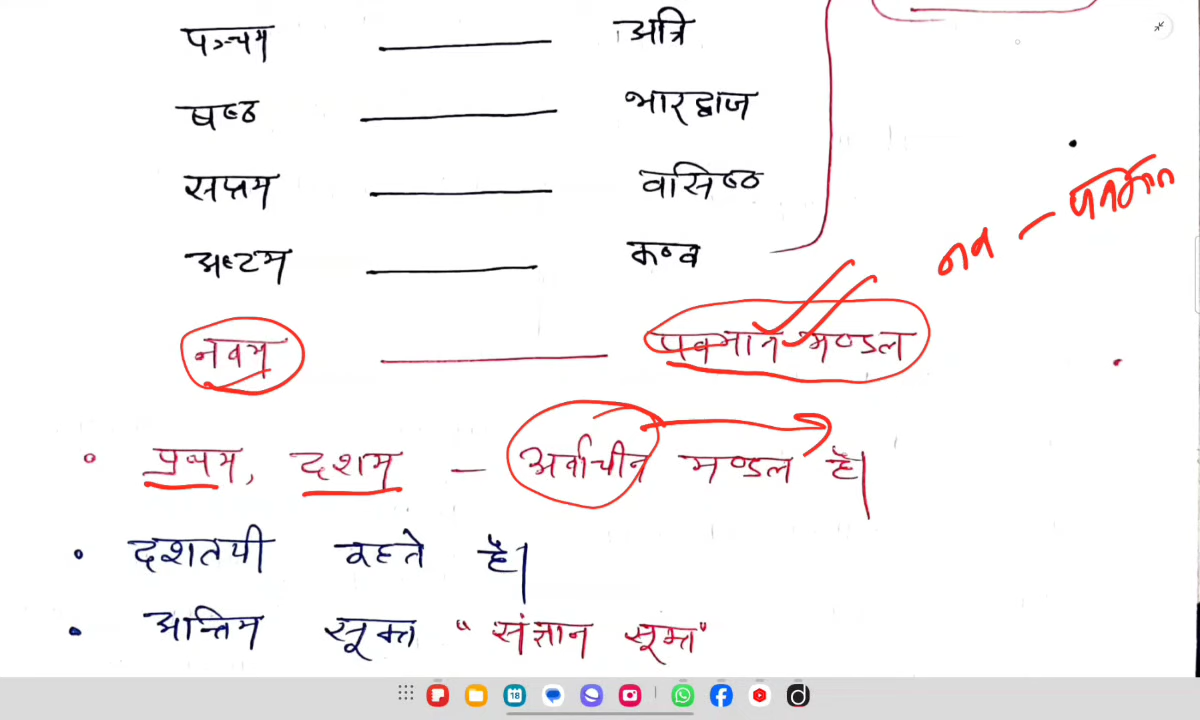 पञ्चम ——— अत्रि
षष्ठ ——— भारद्वाज
सप्तम ——— वासिष्ठ
अष्टम ——— कण्व
नव - पवमान
नवम ——— पवमान मण्डल
प्रथम, दशम - अर्वाचीन मण्डल है।
दशतयी कहते है।
अन्तिम सूक्त "संज्ञान सूक्त"
18